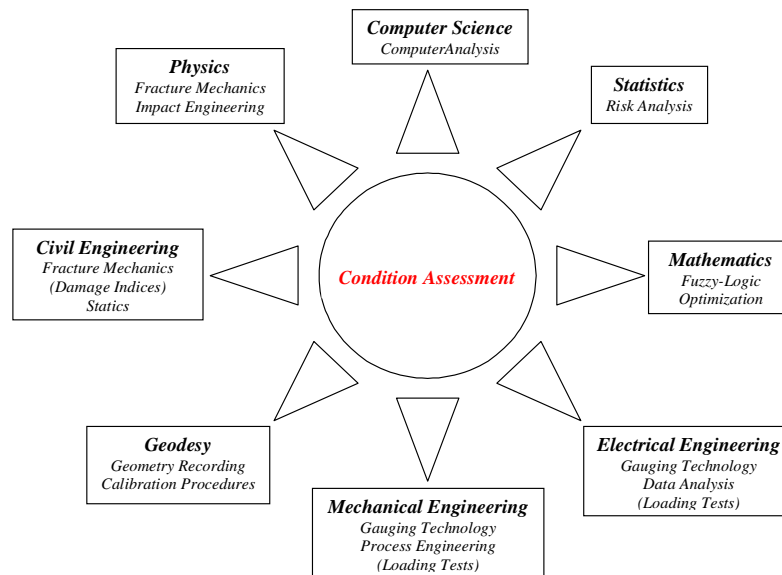 Computer Science
ComputerAnalysis
Physics
Fracture Mechanics
Impact Engineering
Statistics
Risk Analysis
Civil Engineering
Fracture Mechanics
(Damage Indices)
Statics
Condition Assessment
Mathematics
Fuzzy-Logic
Optimization
Geodesy
Geometry Recording
Calibration Procedures
Mechanical Engineering
Gauging Technology
Process Engineering
(Loading Tests)
Electrical Engineering
Gauging Technology
Data Analysis
(Loading Tests)